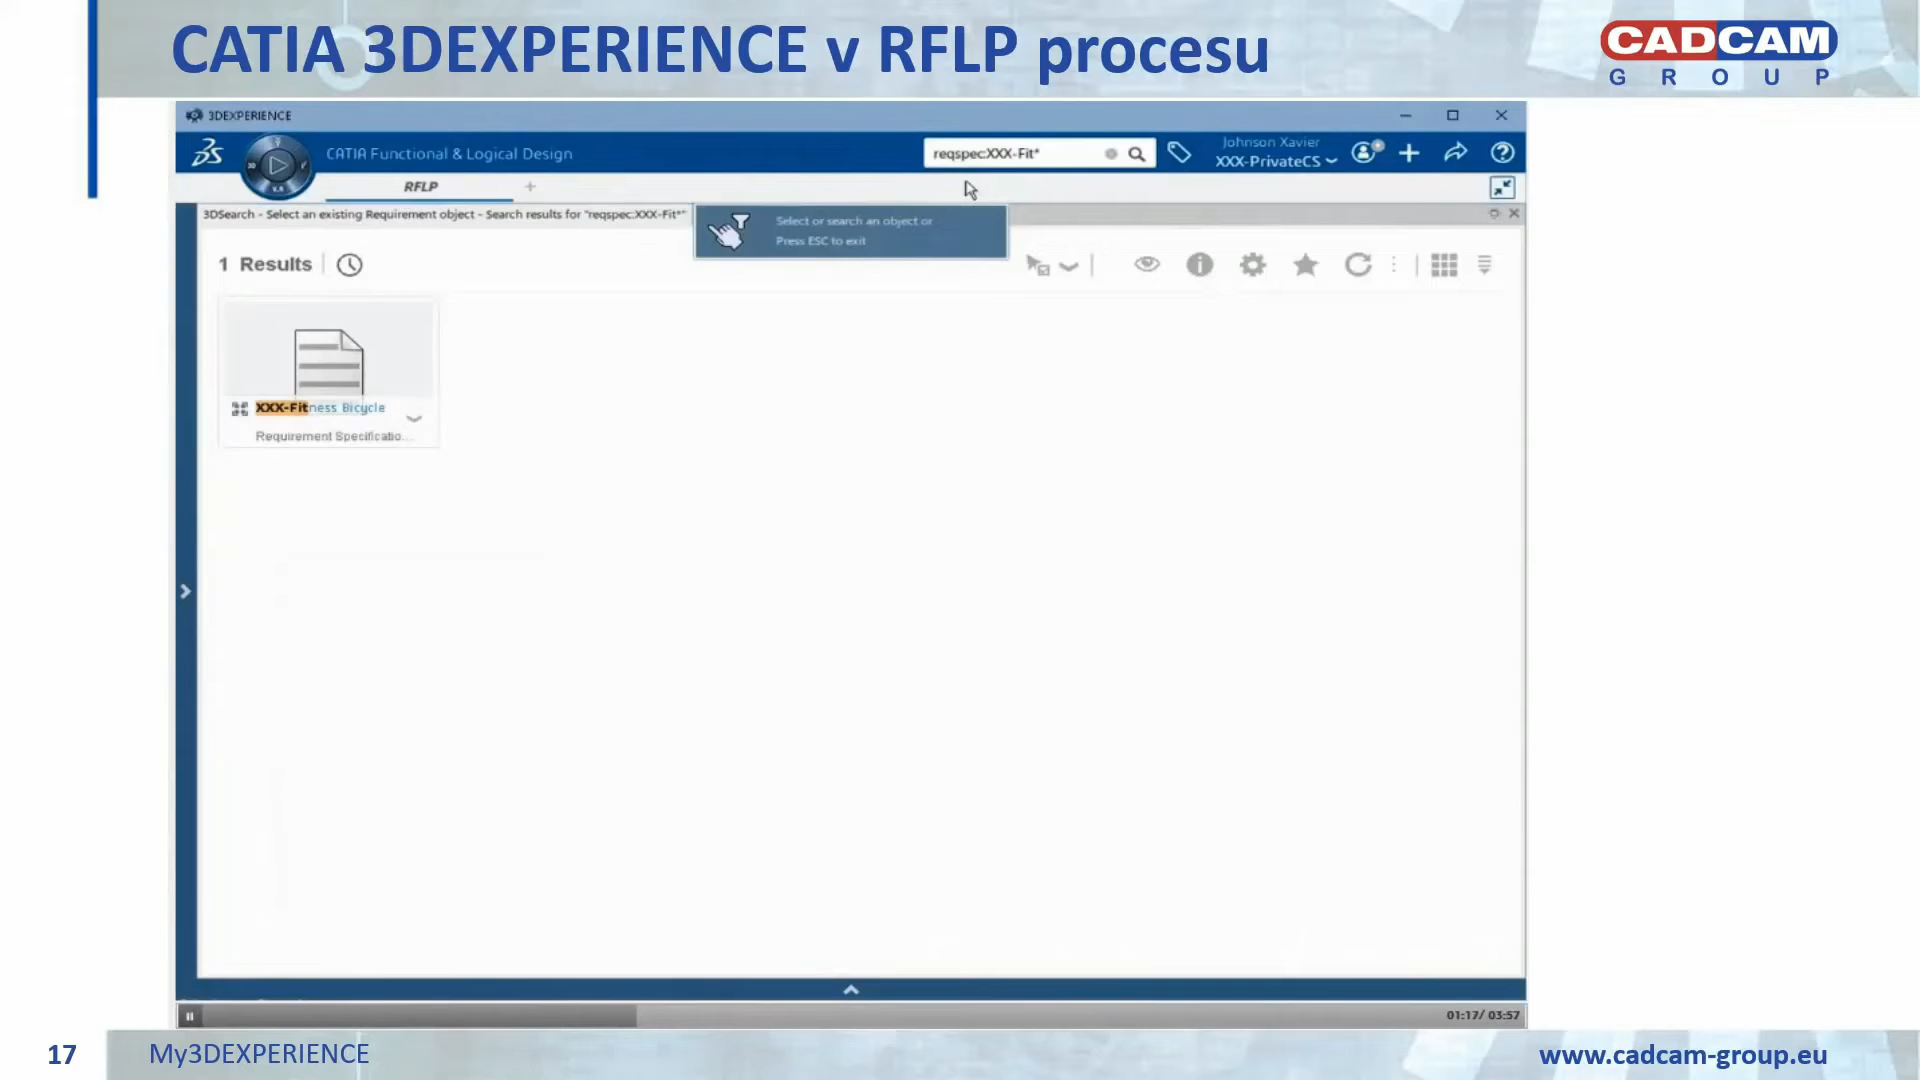 CATIA 3DEXPERIENCE v RFLP procesu
CADCAM
GROUP
3DEXPERIENCE
CATIA Functional & Logical Design
reqspec:XXX-Fit*
Johnson Xavier
XXX-PrivateCS
RFLP
3DSearch - Select an existing Requirement object - Search results for "reqspec:XXX-Fit*"
Select or search an object or
Press ESC to exit
1 Results
XXX-Fitness Bicycle
Requirement Specificatio...
01:17/ 03:57
17
My3DEXPERIENCE
www.cadcam-group.eu